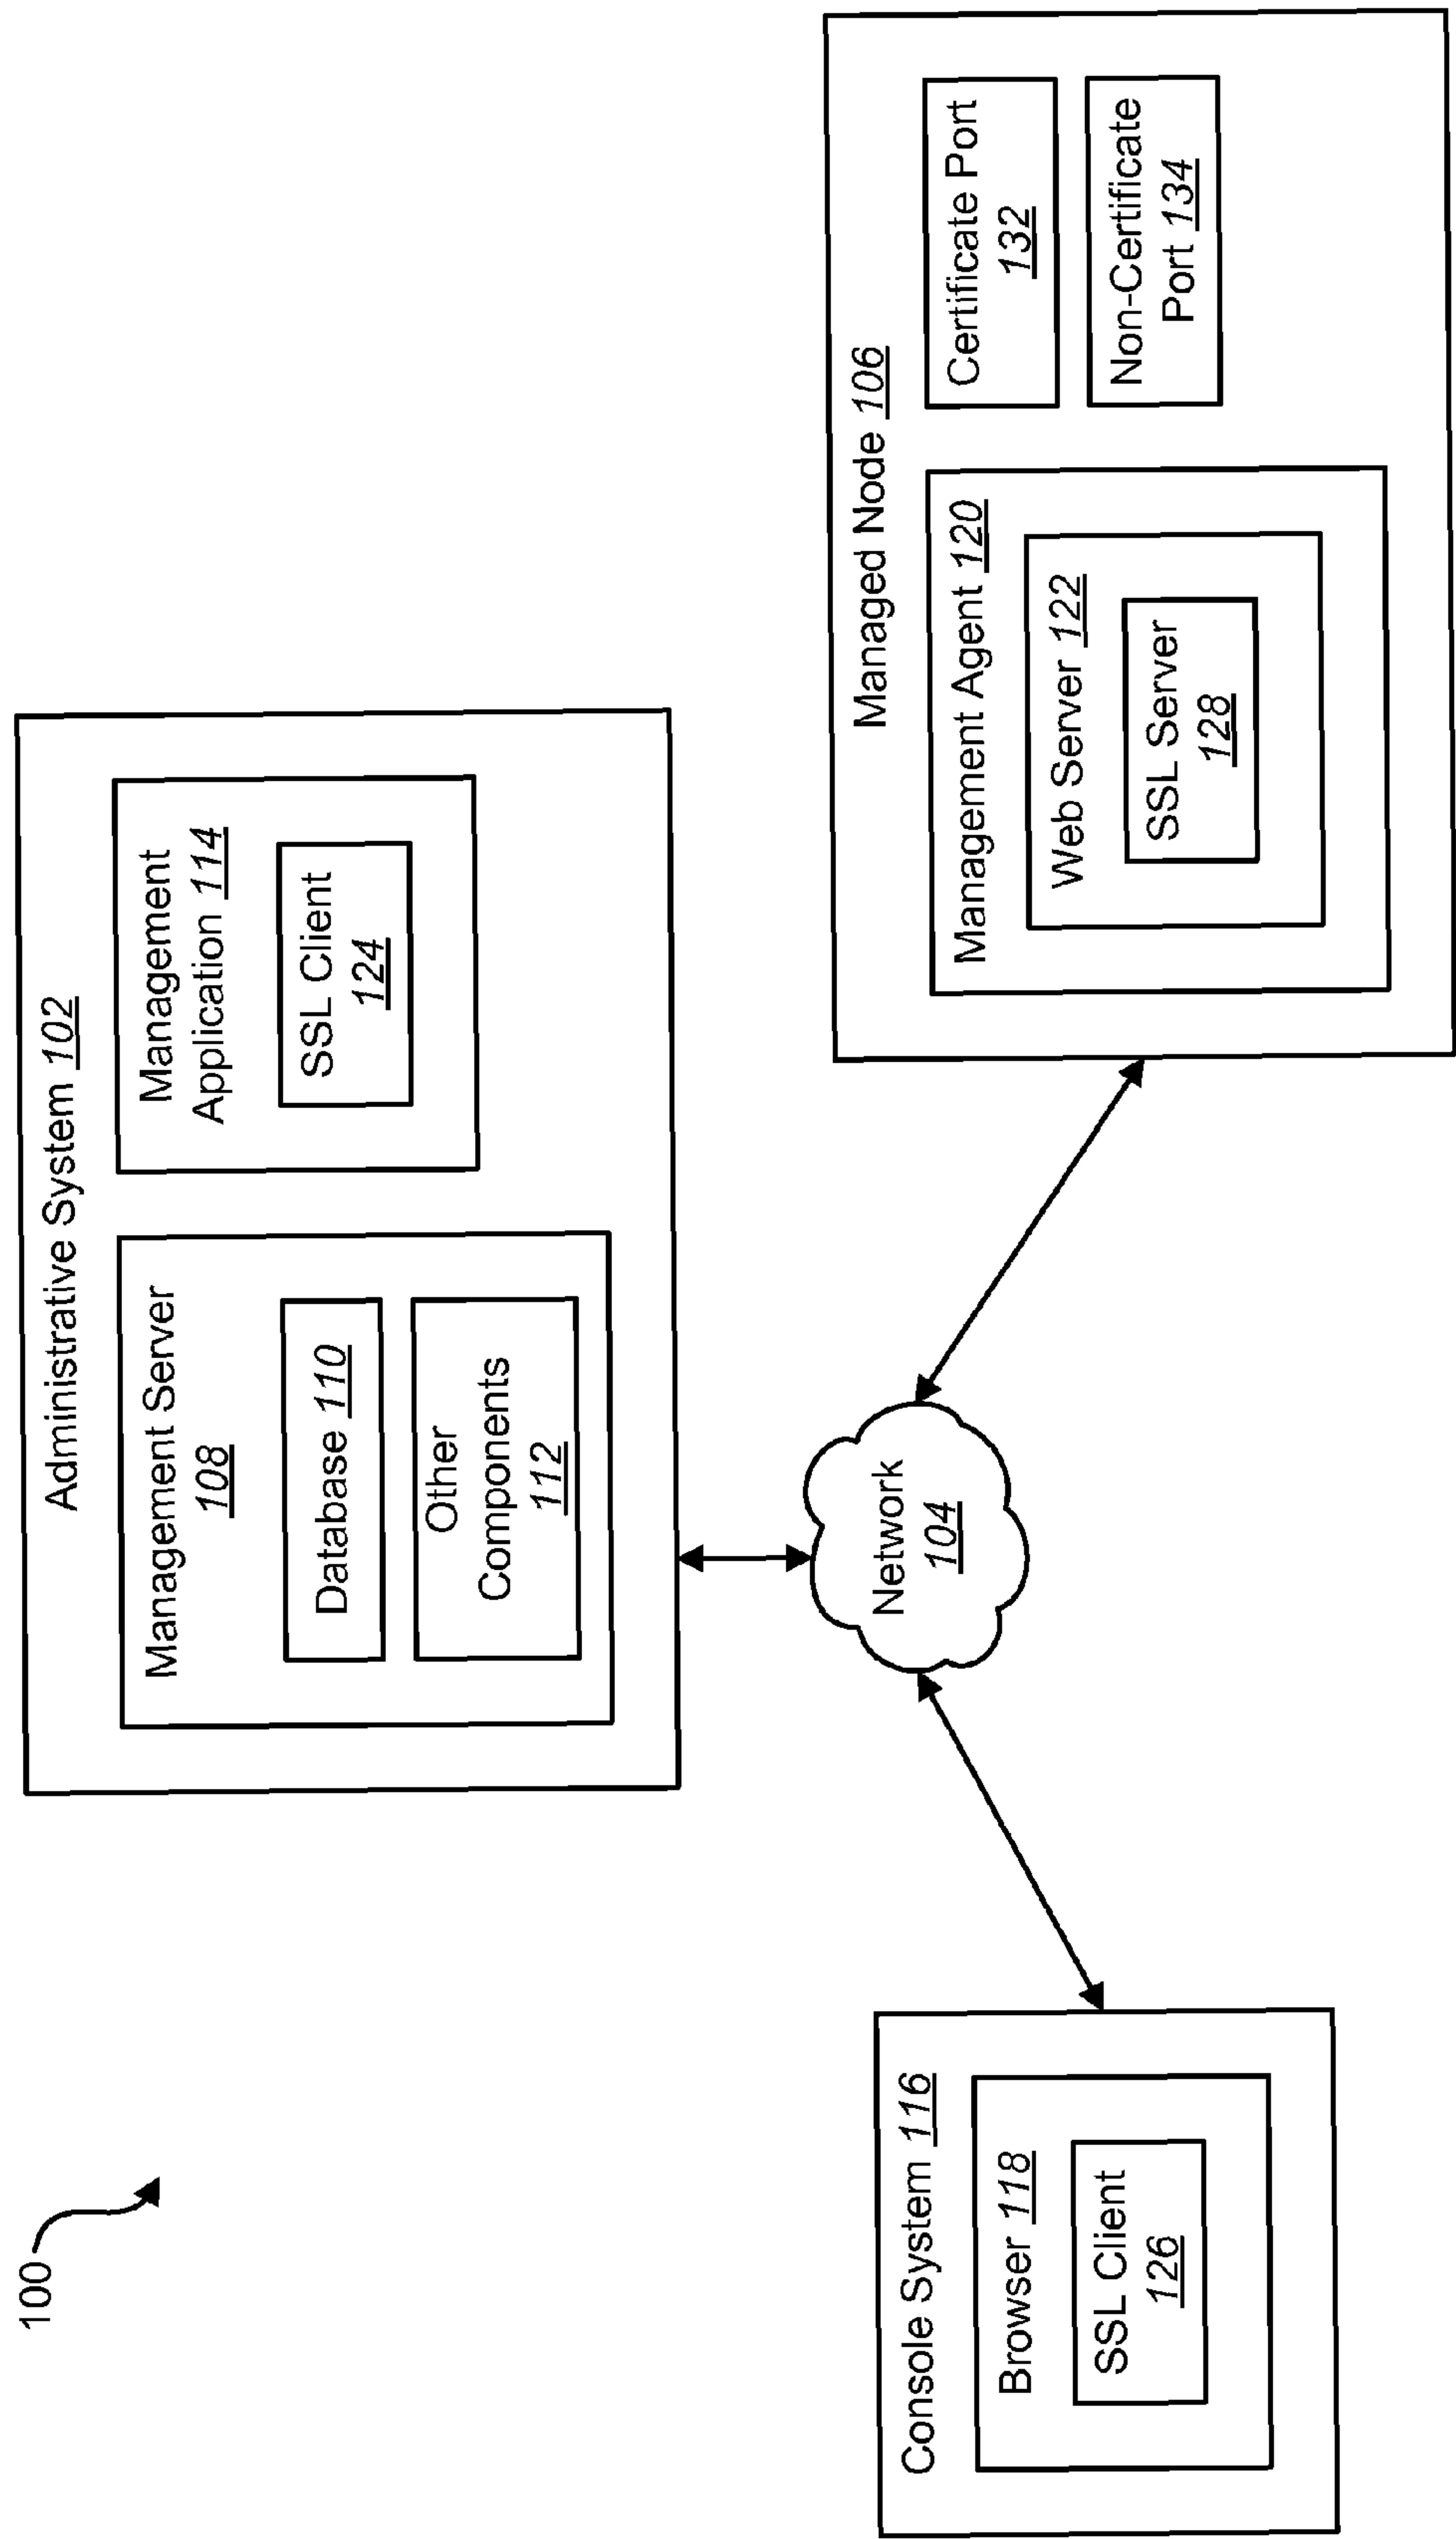 100
Administrative System 102
Management Server
108
Database 110
Other
Components
112
Management
Application 114
SSL Client
124
Network
104
Console System 116
Browser 118
SSL Client
126
Managed Node 106
Management Agent 120
Web Server 122
SSL Server
128
Certificate Port
132
Non-Certificate
Port 134